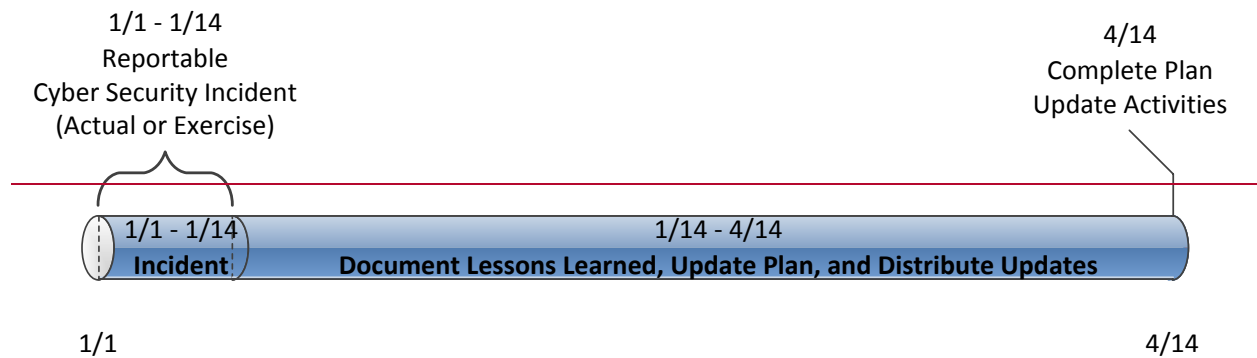 1/1 - 1/14
Reportable
Cyber Security Incident
(Actual or Exercise)
4/14
Complete Plan
Update Activities
1/1 - 1/14
Incident
1/14 - 4/14
Document Lessons Learned, Update Plan, and Distribute Updates
1/1
4/14